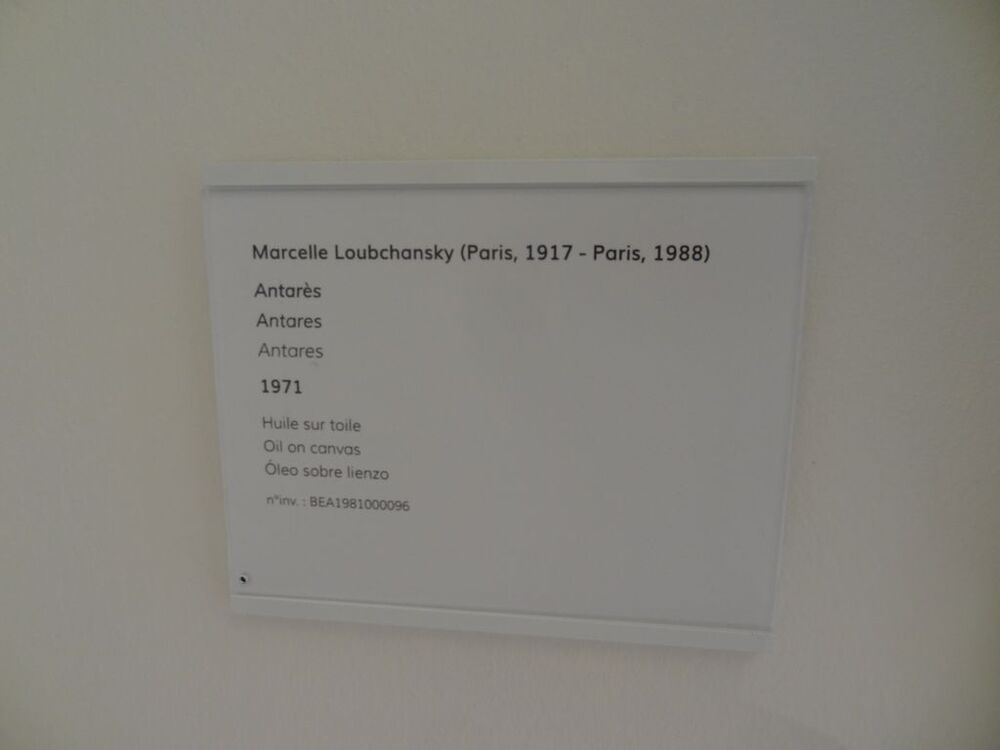 Marcelle Loubchansky (Paris, 1917 - Paris, 1988)
Antarès
Antares
Antares
1971
Huile sur toile
Oil on canvas
Óleo sobre lienzo
n°inv. : BEA1981000096